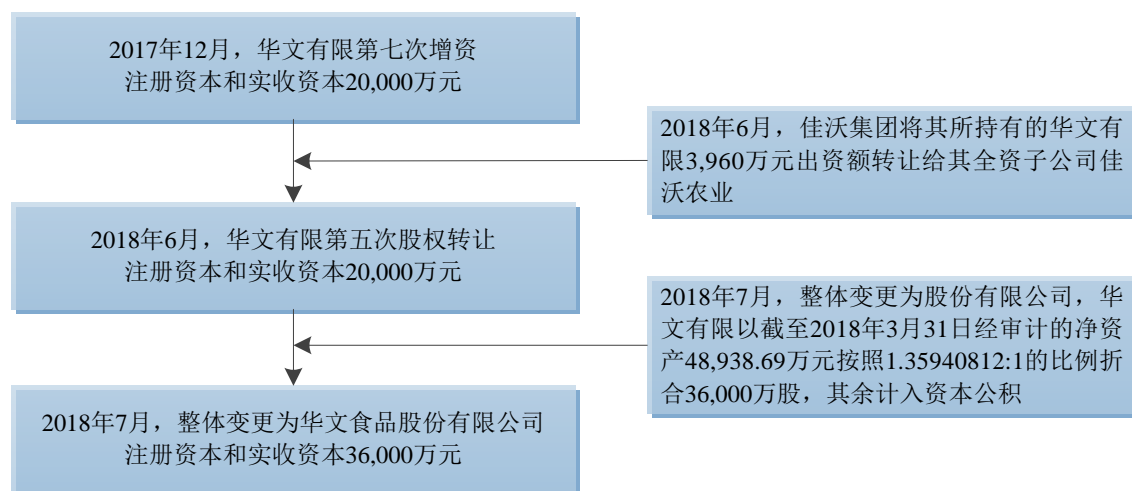 2017年12月，华文有限第七次增资
注册资本和实收资本20,000万元
2018年6月，佳沃集团将其所持有的华文有
限3,960万元出资额转让给其全资子公司佳
沃农业
2018年6月，华文有限第五次股权转让
注册资本和实收资本20,000万元
2018年7月，整体变更为股份有限公司，华
文有限以截至2018年3月31日经审计的净资
产48,938.69万元按照1.35940812:1的比例折
合36,000万股，其余计入资本公积
2018年7月，整体变更为华文食品股份有限公司
注册资本和实收资本36,000万元